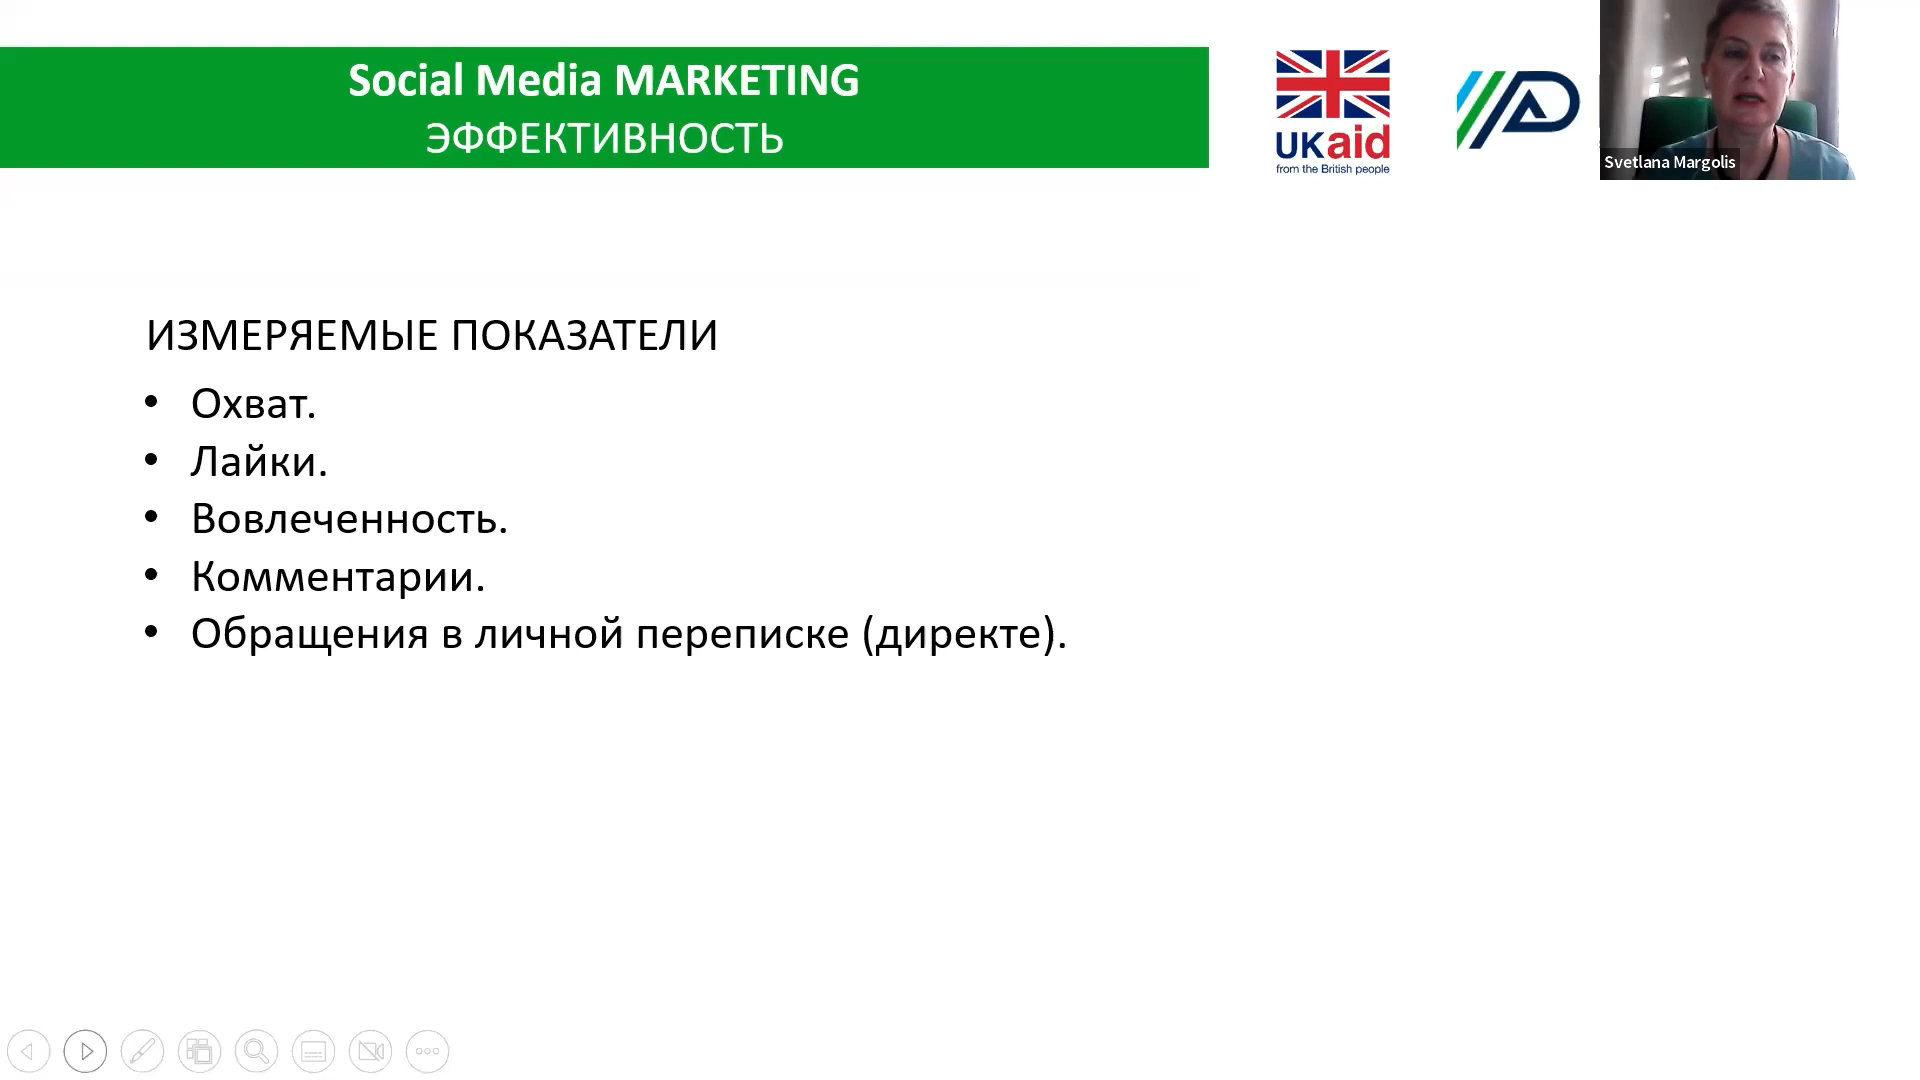 Social Media MARKETING
ЭФФЕКТИВНОСТЬ
UKaid
from the British people
Svetlana Margolis
ИЗМЕРЯЕМЫЕ ПОКАЗАТЕЛИ
• Охват.
• Лайки.
• Вовлеченность.
• Комментарии.
• Обращения в личной переписке (директе).